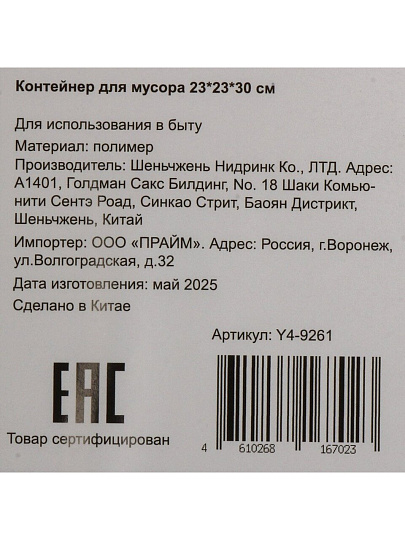 Контейнер для мусора 23*23*30 см
Для использования в быту
Материал: полимер
Производитель: Шеньчжень Нидринк Ко., ЛТД. Адрес:
А1401, Голдман Сакс Билдинг, No. 18 Шаки Комью-
нити Сентэ Роад, Синкао Стрит, Баоян Дистрикт,
Шеньчжень, Китай
Импортер: ООО «ПРАЙМ». Адрес: Россия, г.Воронеж,
ул.Волгоградская, д.32
Дата изготовления: май 2025
Сделано в Китае
Артикул: Y4-9261
EAC
Товар сертифицирован
4 610268 167023